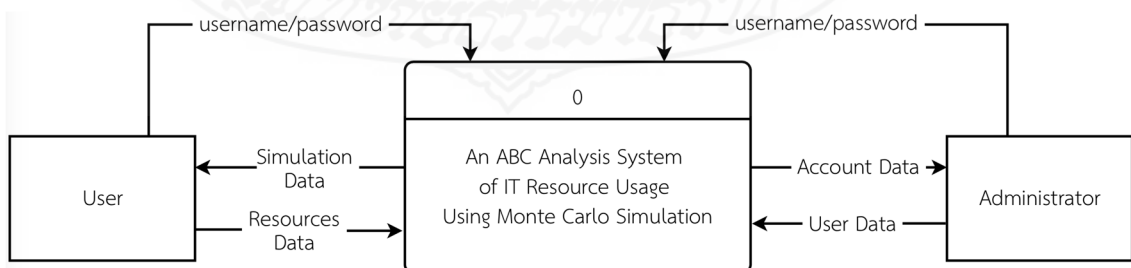 username/password
username/password
0
An ABC Analysis System
of IT Resource Usage
Using Monte Carlo Simulation
User
Simulation
Data
Resources
Data
Account Data
User Data
Administrator